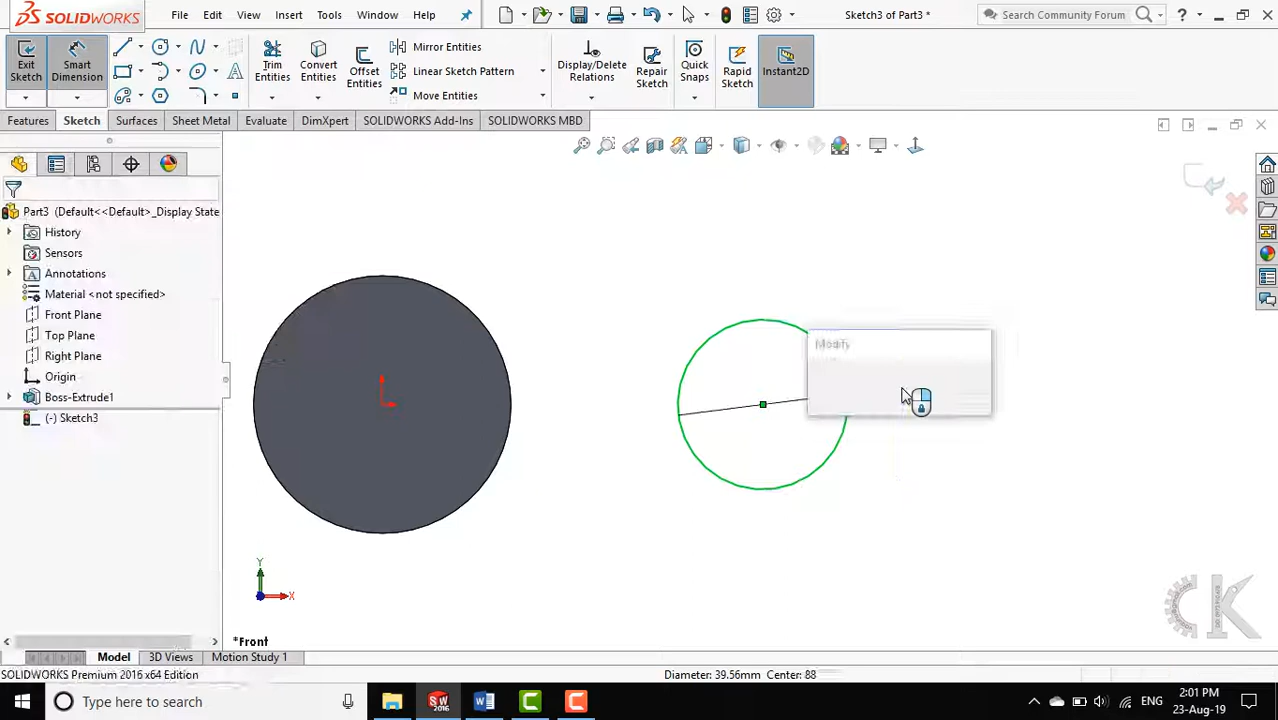 SOLIDWORKS
File Edit View Insert Tools Window Help
Sketch3 of Part3 *
Search Community Forum
Exit Sketch
Smart Dimension
Trim Entities
Convert Entities
Offset Entities
Mirror Entities
Linear Sketch Pattern
Move Entities
Display/Delete Relations
Repair Sketch
Quick Snaps
Rapid Sketch
Instant2D
Features Sketch Surfaces Sheet Metal Evaluate DimXpert SOLIDWORKS Add-Ins SOLIDWORKS MBD
Part3 (Default<<Default>_Display State
History
Sensors
Annotations
Material <not specified>
Front Plane
Top Plane
Right Plane
Origin
Boss-Extrude1
(-) Sketch3
Modify
Y
X
*Front
Model 3D Views Motion Study 1
SOLIDWORKS Premium 2016 x64 Edition
Diameter: 39.56mm Center: 88
Type here to search
SW 2016
ENG
2:01 PM
23-Aug-19